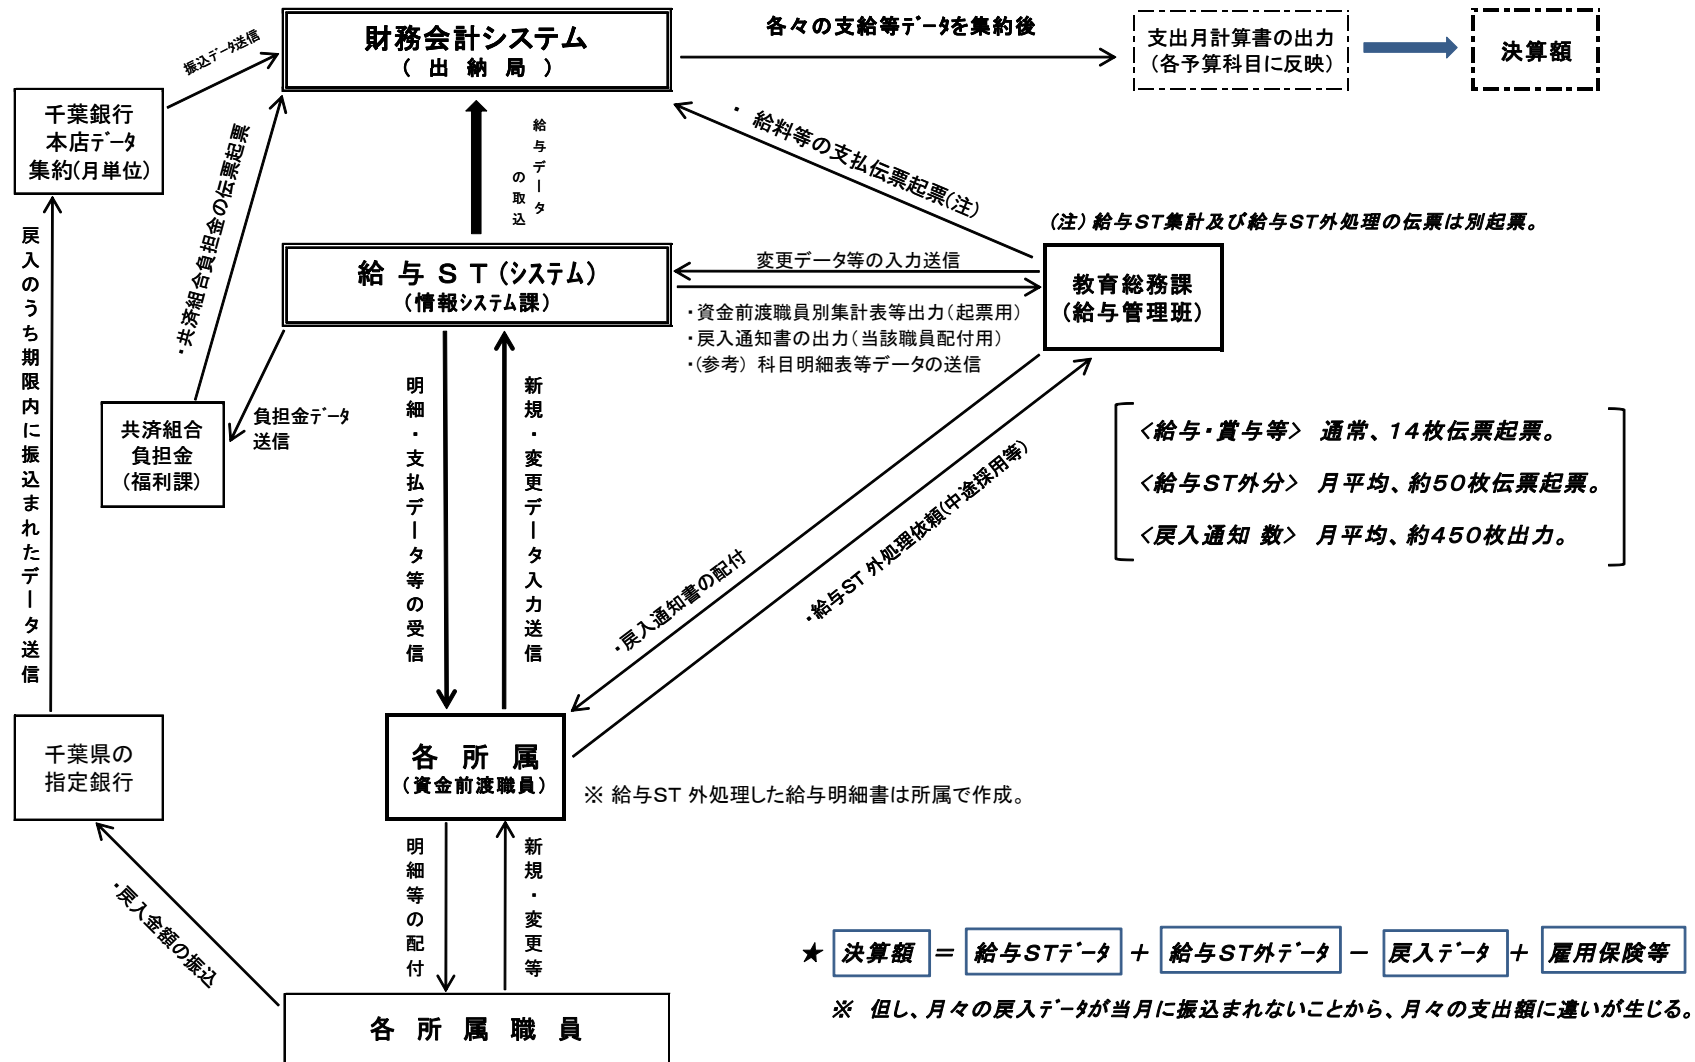 財務会計システム
（ 出 納 局 ）
各々の支給等ﾃﾞｰﾀを集約後
支出月計算書の出力
（各予算科目に反映）
決算額
振込ﾃﾞｰﾀ送信
千葉銀行
本店ﾃﾞｰﾀ
集約(月単位)
・共済組合負担金の伝票起票
給与データ
の取込
・ 給料等の支払伝票起票(注)
(注) 給与ST集計及び給与ST外処理の伝票は別起票。
給 与 Ｓ Ｔ (ｼｽﾃﾑ)
（情報ｼｽﾃﾑ課）
変更データ等の入力送信
教育総務課
（給与管理班）
・資金前渡職員別集計表等出力（起票用）
・戻入通知書の出力（当該職員配付用）
・(参考) 科目明細表等データの送信
戻入のうち期限内に振込まれたデータ送信
共済組合
負担金
(福利課)
負担金ﾃﾞｰﾀ
送信
明細・支払データ等の受信
新規・変更データ入力送信
・戻入通知書の配付
・給与ST 外処理依頼(中途採用等)
<給与・賞与等> 通常、14枚伝票起票。
<給与ST外分> 月平均、約50枚伝票起票。
<戻入通知 数> 月平均、約450枚出力。
千葉県の
指定銀行
各 所 属
（資金前渡職員）
※ 給与ST 外処理した給与明細書は所属で作成。
明細等の配付
新規・変更等
・戻入金額の振込
各 所 属 職 員
★ 決算額 ＝ 給与STﾃﾞｰﾀ ＋ 給与ST外ﾃﾞｰﾀ － 戻入ﾃﾞｰﾀ ＋ 雇用保険等
※ 但し、月々の戻入ﾃﾞｰﾀが当月に振込まれないことから、月々の支出額に違いが生じる。